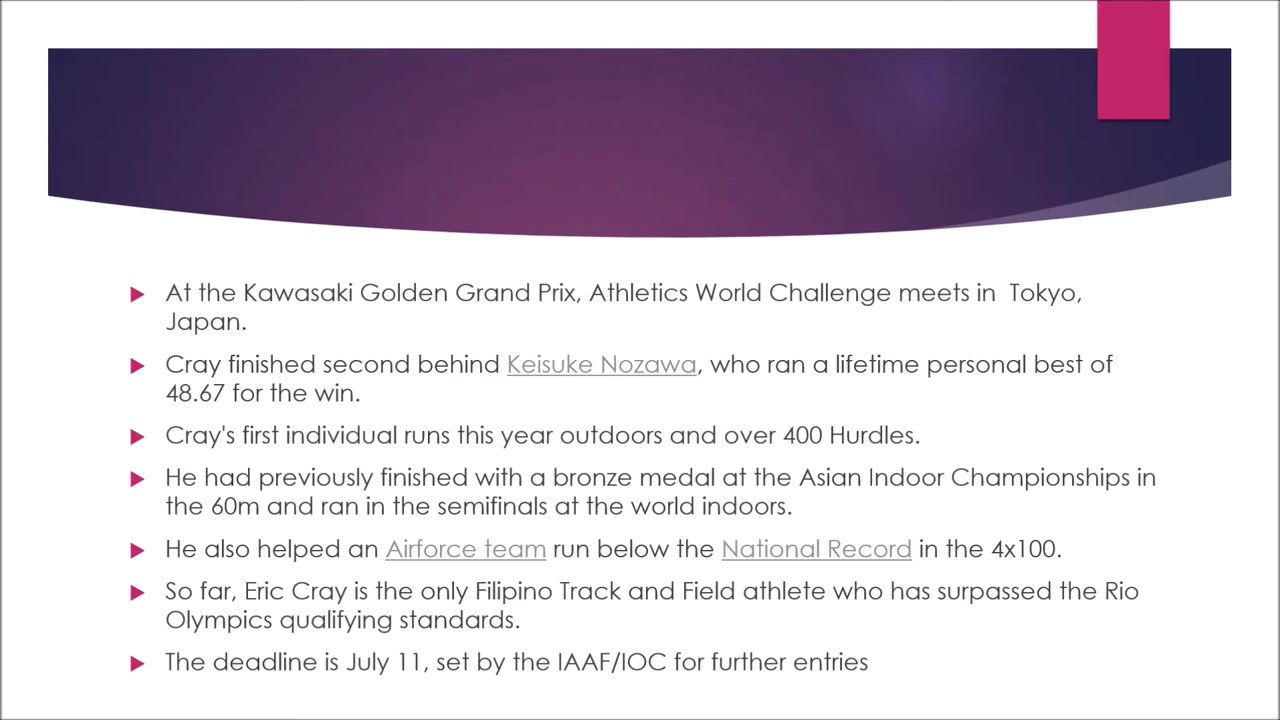 At the Kawasaki Golden Grand Prix, Athletics World Challenge meets in  Tokyo,
Japan.
Cray finished second behind Keisuke Nozawa, who ran a lifetime personal best of
48.67 for the win.
Cray's first individual runs this year outdoors and over 400 Hurdles.
He had previously finished with a bronze medal at the Asian Indoor Championships in
the 60m and ran in the semifinals at the world indoors.
He also helped an Airforce team run below the National Record in the 4x100.
So far, Eric Cray is the only Filipino Track and Field athlete who has surpassed the Rio
Olympics qualifying standards.
The deadline is July 11, set by the IAAF/IOC for further entries